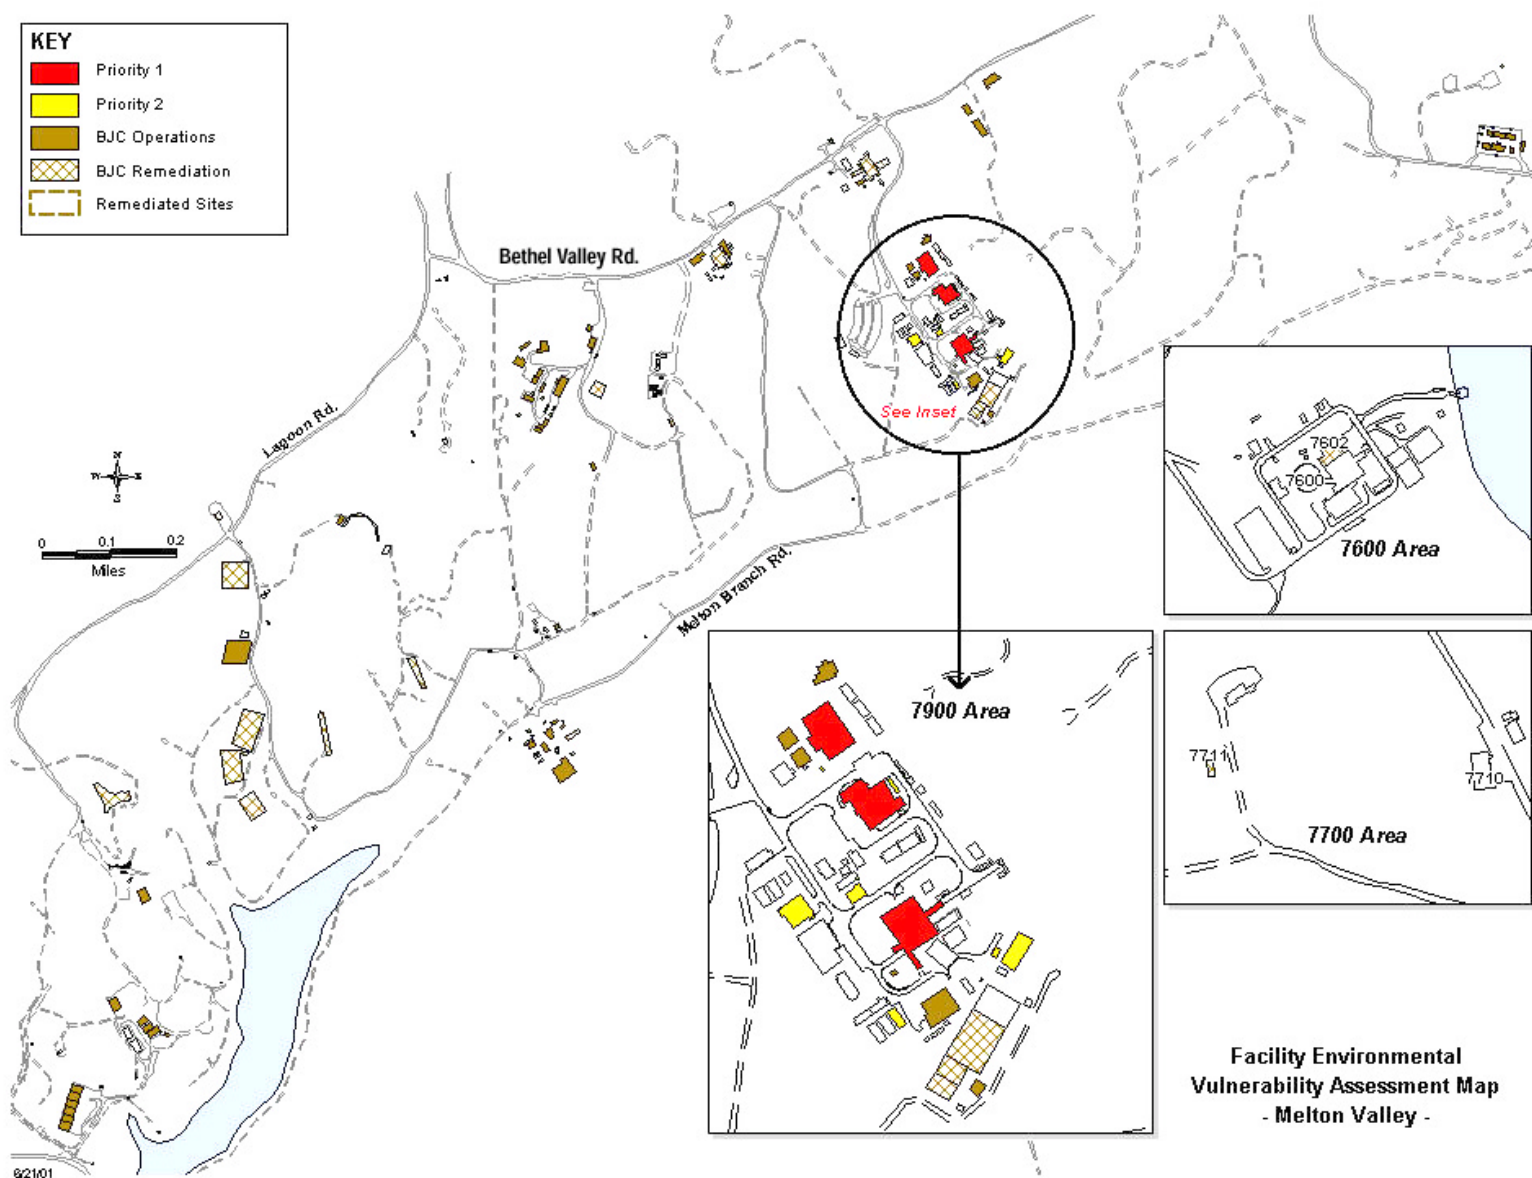 KEY
Priority 1
Priority 2
BJC Operations
BJC Remediation
Remediated Sites
Bethel Valley Rd.
Lagoon Rd.
See Inset
N
W E
S
0 0.1 0.2
Miles
Melton Branch Rd.
7602
7600
7600 Area
7900 Area
7711
7710
7700 Area
Facility Environmental
Vulnerability Assessment Map
- Melton Valley -
6/21/01